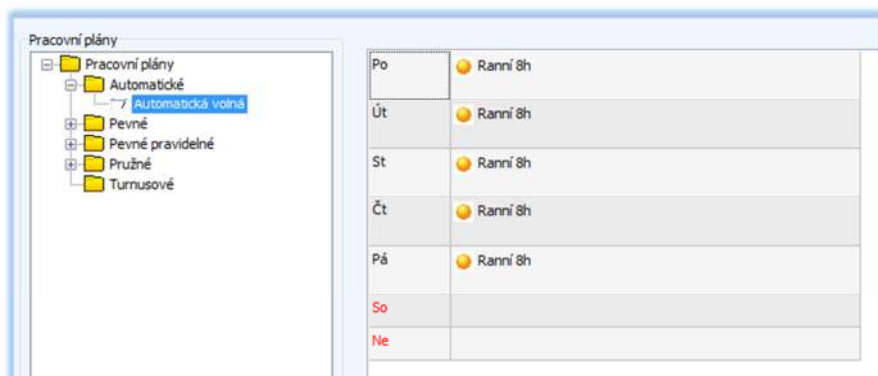 Pracovní plány
Pracovní plány
Automatické
Automatická volná
Pevné
Pevné pravidelné
Pružné
Turnusové
Po Ranní 8h
Út Ranní 8h
St Ranní 8h
Čt Ranní 8h
Pá Ranní 8h
So
Ne